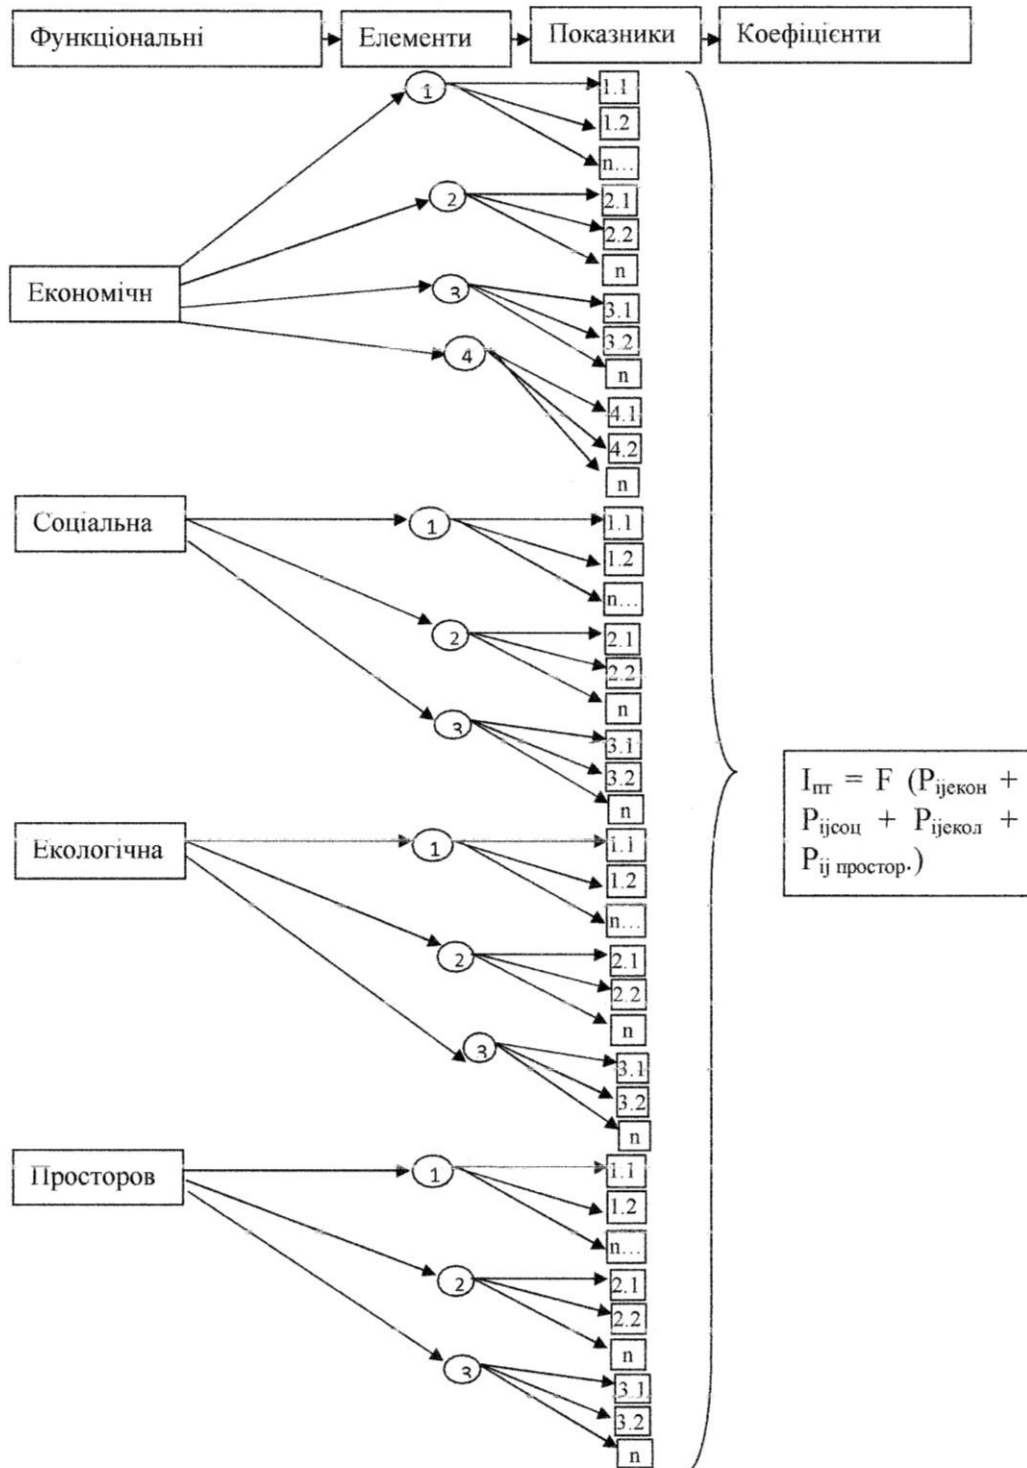 Функціональні Елементи Показники Коефіцієнти
1
1.1
1.2
n...
2
2.1
2.2
n
Економічн
3
3.1
3.2
n
4
4.1
4.2
n
Соціальна
1
1.1
1.2
n...
2
2.1
2.2
n
3
3.1
3.2
n
Iпт = F (Pijекон +
Pijсоц + Pijекол +
Pij простор.)
Екологічна
1
1.1
1.2
n...
2
2.1
2.2
n
3
3.1
3.2
n
Просторов
1
1.1
1.2
n...
2
2.1
2.2
n
3
3.1
3.2
n